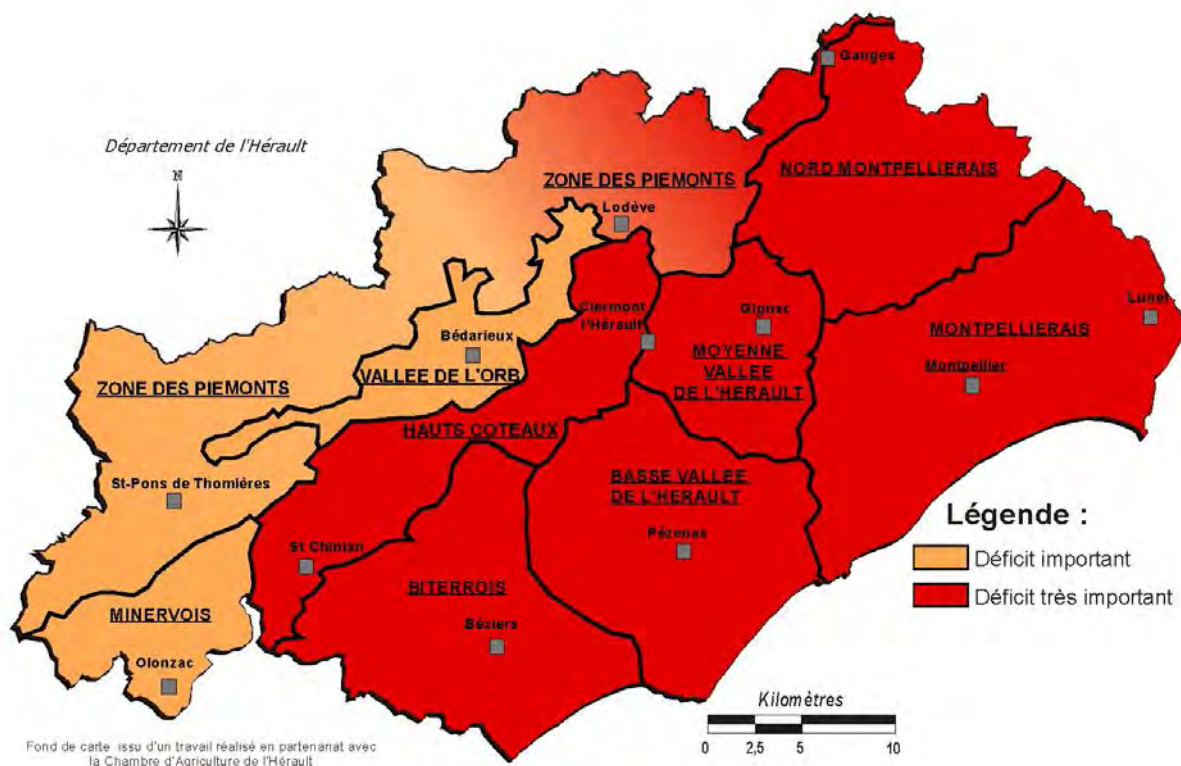 Département de l'Hérault
N
Ganges
ZONE DES PIEMONTS
NORD MONTPELLIERAIS
Lodève
Clermont
l'Hérault
Gignac
Lunel
Bédarieux
VALLEE DE L'ORB
MOYENNE
VALLEE
DE L'HERAULT
MONTPELLIERAIS
Montpellier
ZONE DES PIEMONTS
HAUTS COTEAUX
St-Pons de Thomières
BASSE VALLEE
DE L'HERAULT
Pézenas
St Chinian
MINERVOIS
BITERROIS
Béziers
Olonzac
Légende :
Déficit important
Déficit très important
Kilomètres
0 2,5 5 10
Fond de carte issu d'un travail réalisé en partenariat avec
la Chambre d'Agriculture de l'Hérault